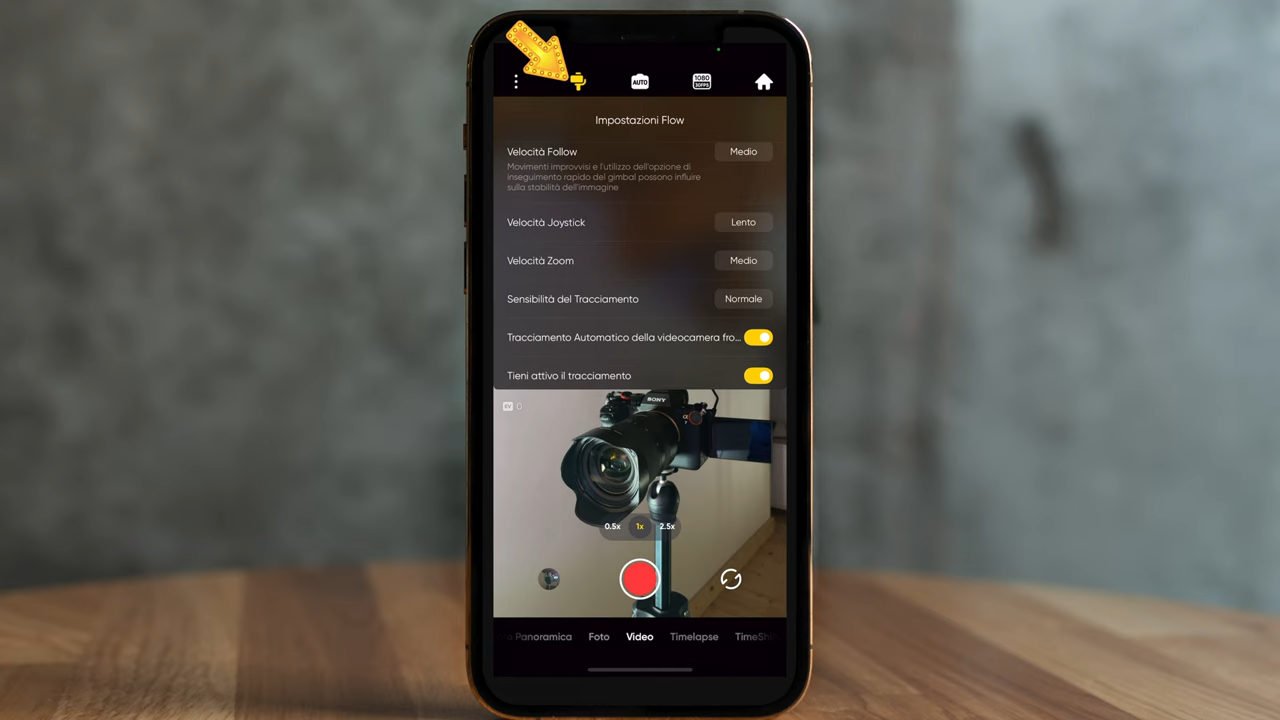 AUTO
1080
30FPS
Impostazioni Flow
Velocità Follow
Medio
Movimenti improvvisi e l'utilizzo dell'opzione di
inseguimento rapido del gimbal possono influire
sulla stabilità dell'immagine
Velocità Joystick
Lento
Velocità Zoom
Medio
Sensibilità del Tracciamento
Normale
Tracciamento Automatico della videocamera fro...
Tieni attivo il tracciamento
EV 0
SONY
0.5x 1x 2.5x
Panoramica Foto Video Timelapse TimeSh